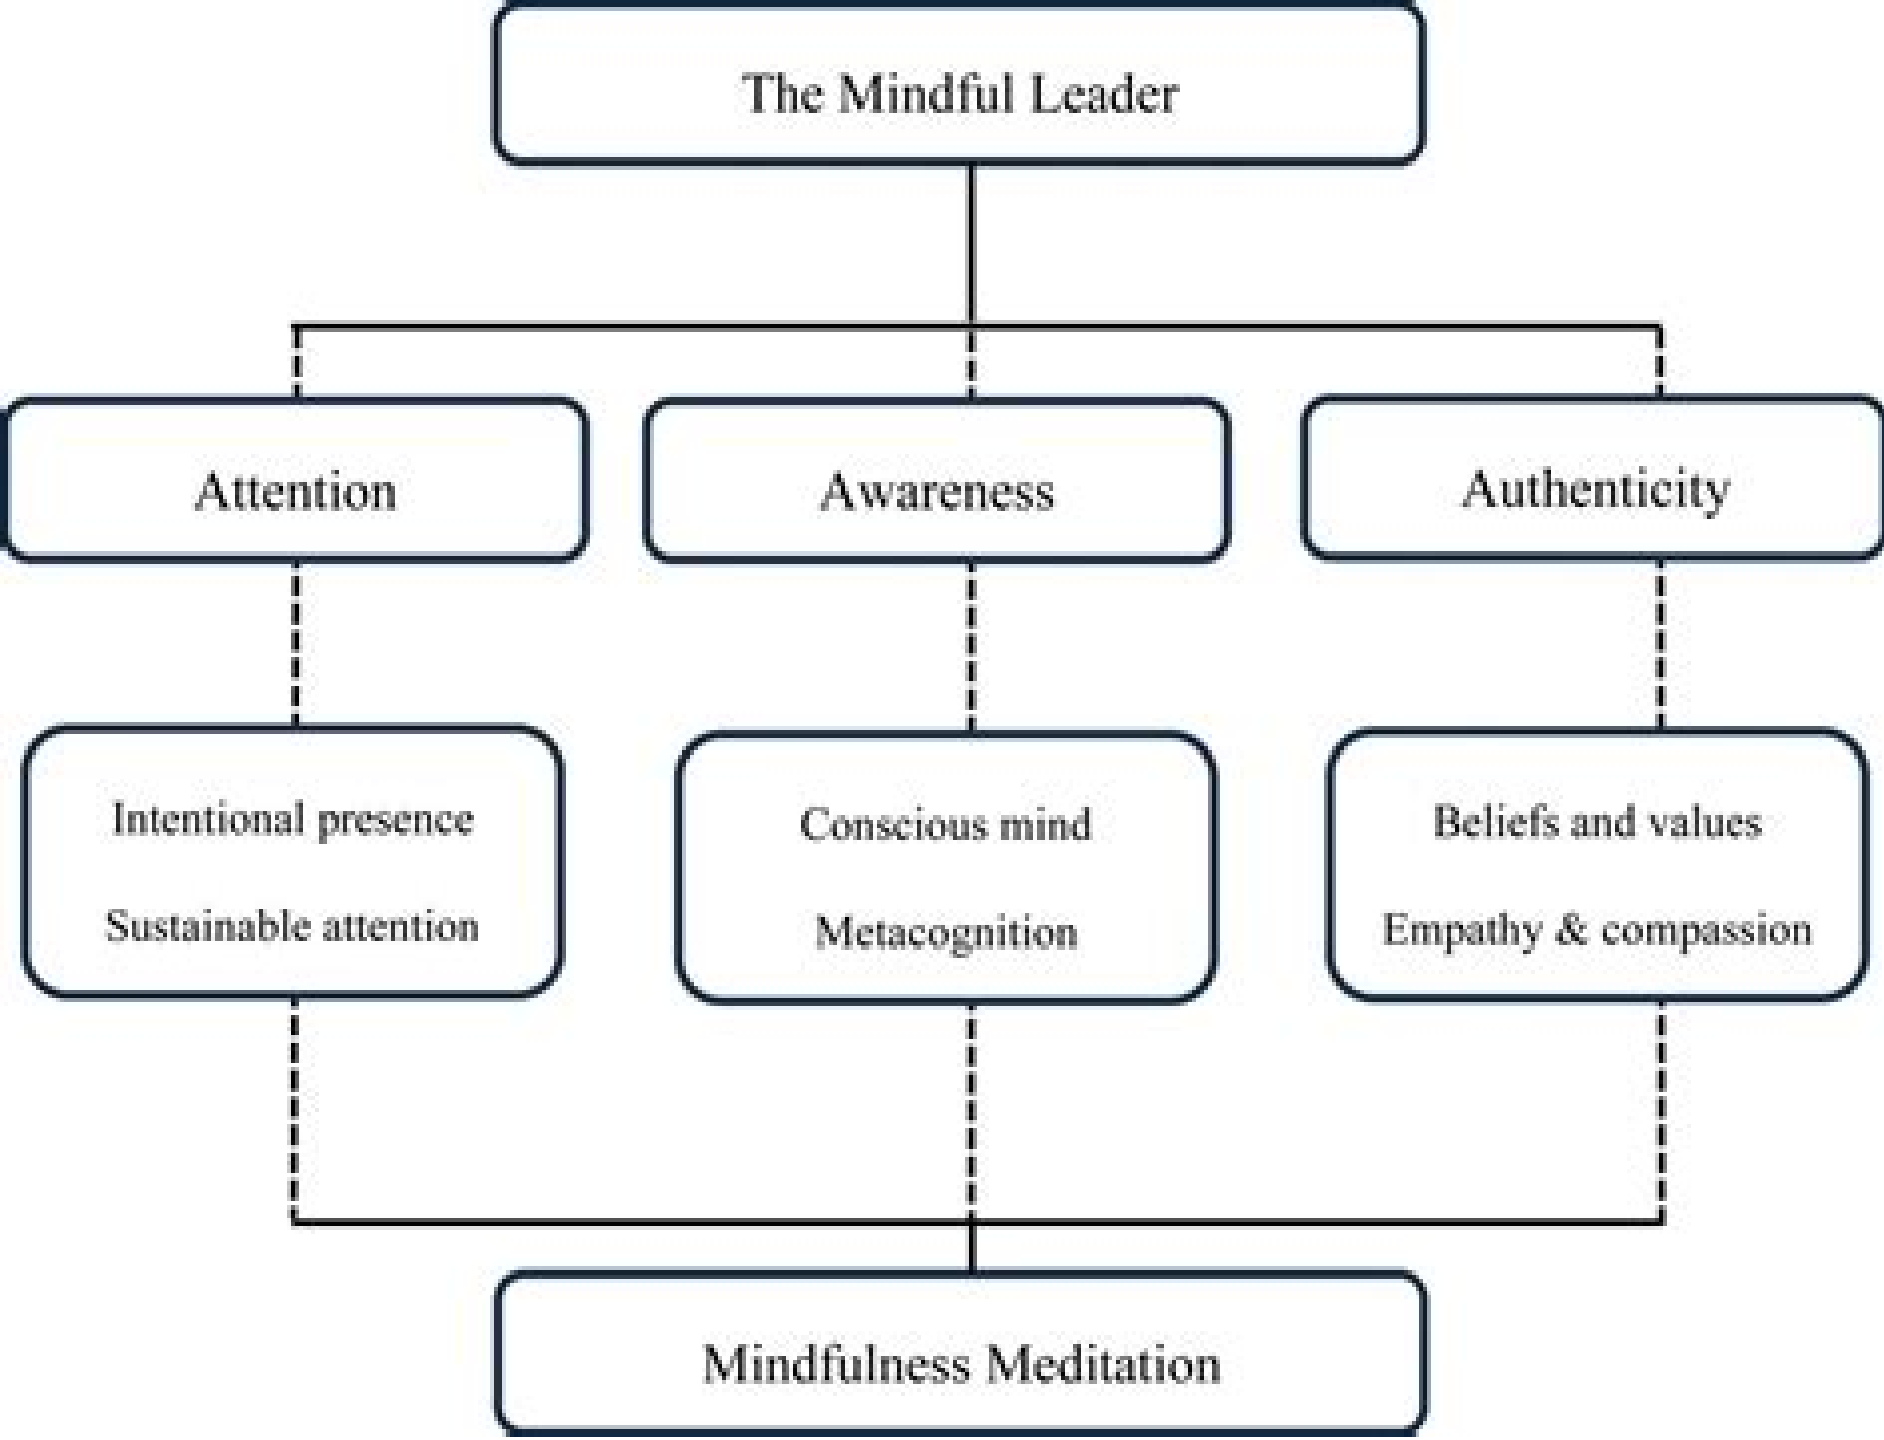 The Mindful Leader
Attention
Awareness
Authenticity
Intentional presence
Sustainable attention
Conscious mind
Metacognition
Beliefs and values
Empathy & compassion
Mindfulness Meditation